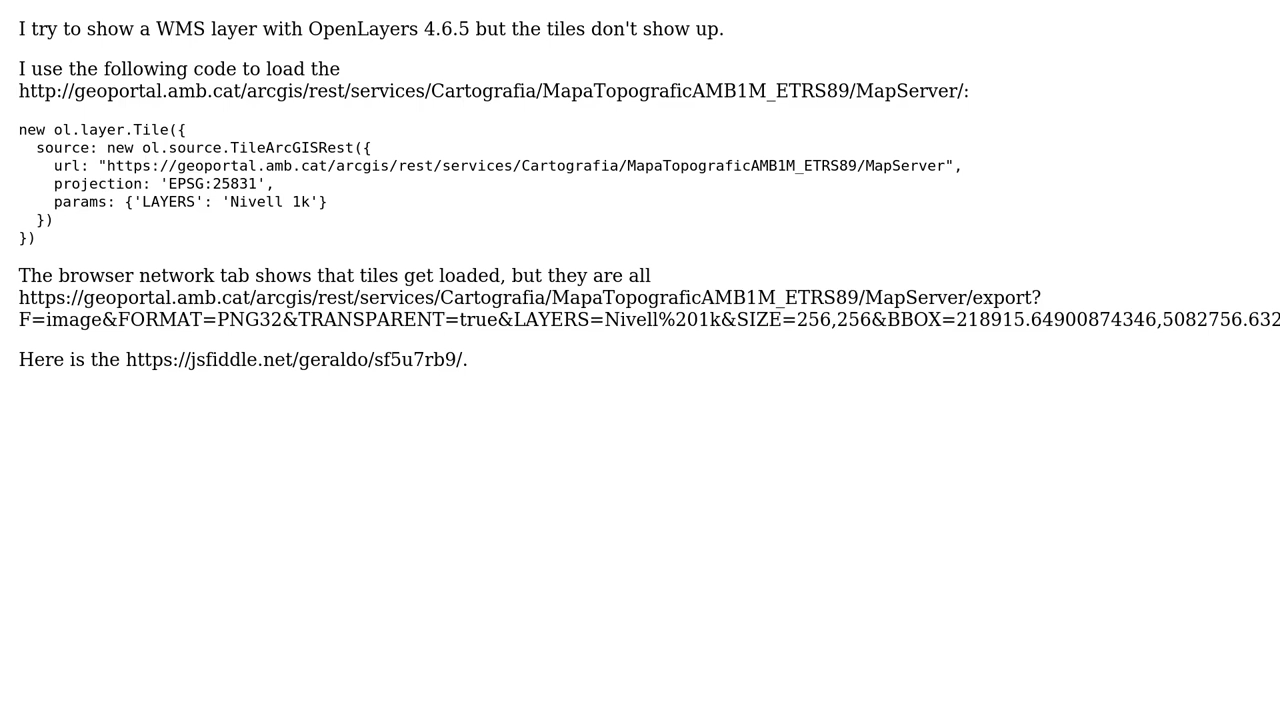 I try to show a WMS layer with OpenLayers 4.6.5 but the tiles don't show up.
I use the following code to load the
http://geoportal.amb.cat/arcgis/rest/services/Cartografia/MapaTopograficAMB1M_ETRS89/MapServer/:
new ol.layer.Tile({
  source: new ol.source.TileArcGISRest({
    url: "https://geoportal.amb.cat/arcgis/rest/services/Cartografia/MapaTopograficAMB1M_ETRS89/MapServer",
    projection: 'EPSG:25831',
    params: {'LAYERS': 'Nivell 1k'}
  })
})
The browser network tab shows that tiles get loaded, but they are all
https://geoportal.amb.cat/arcgis/rest/services/Cartografia/MapaTopograficAMB1M_ETRS89/MapServer/export?
F=image&FORMAT=PNG32&TRANSPARENT=true&LAYERS=Nivell%201k&SIZE=256,256&BBOX=218915.64900874346,5082756.632
Here is the https://jsfiddle.net/geraldo/sf5u7rb9/.